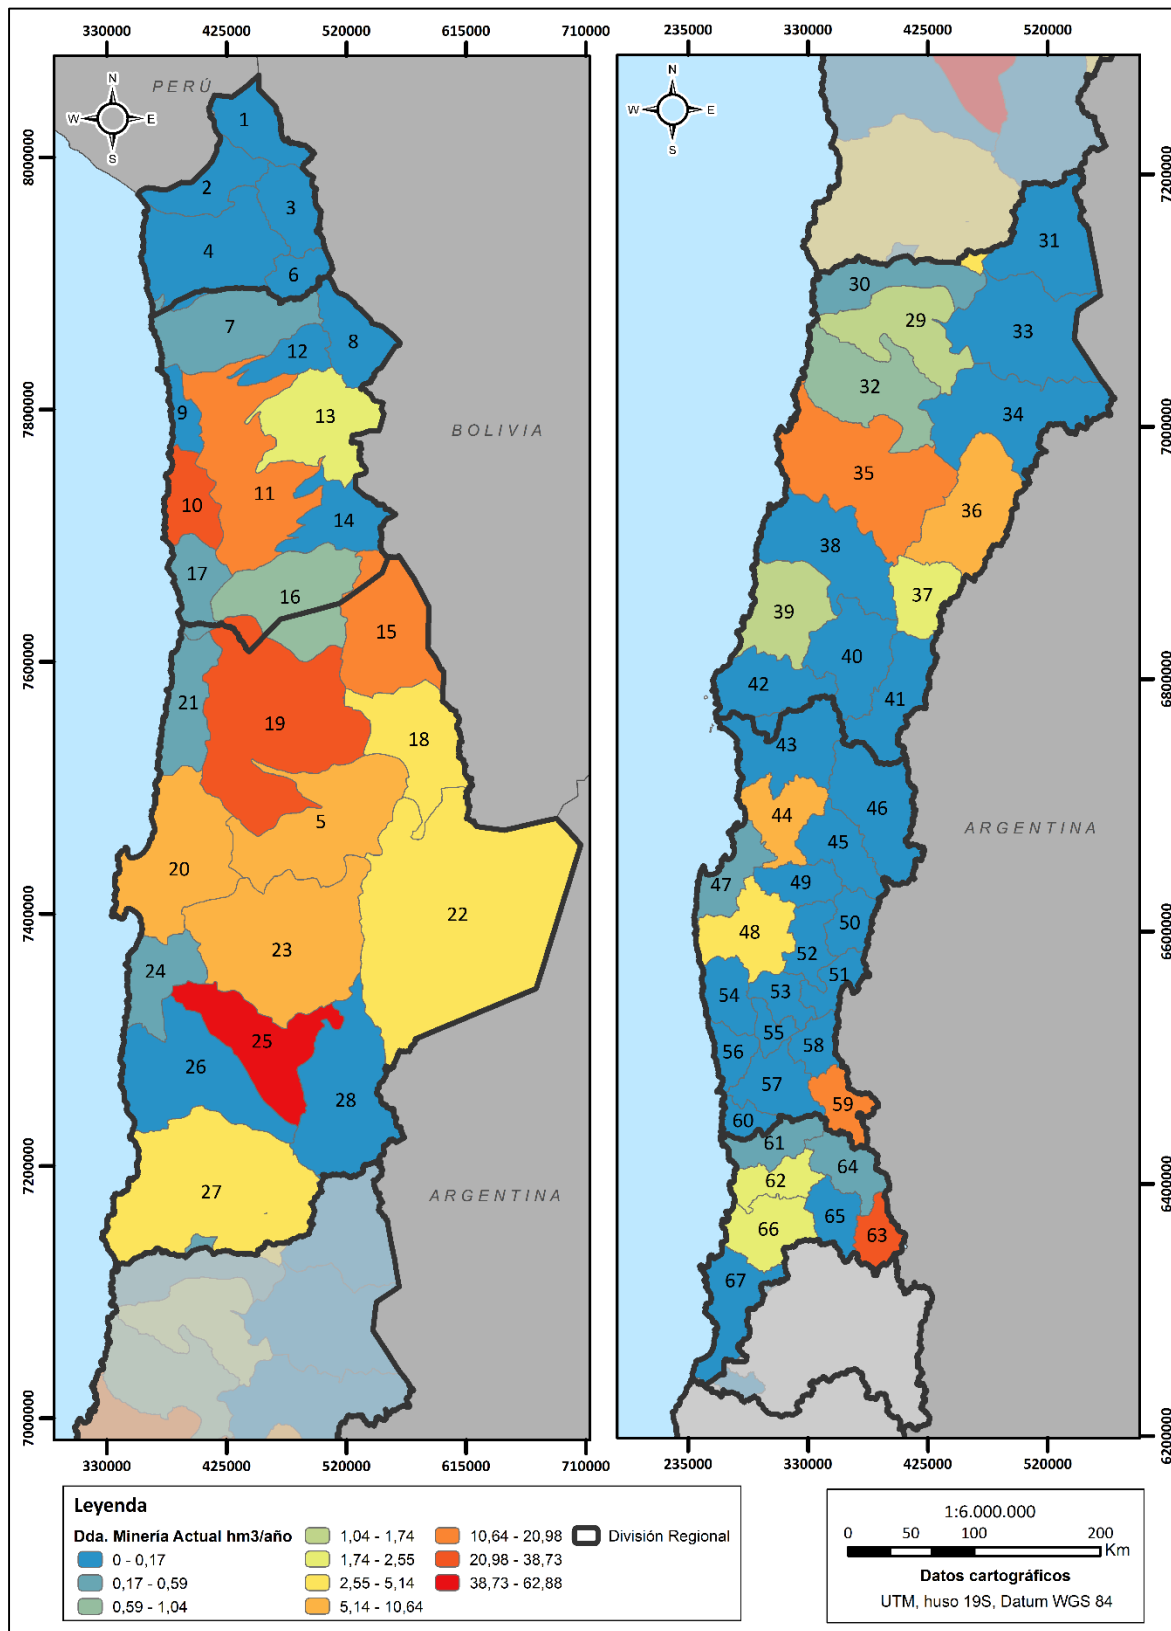 330000 425000 520000 615000 710000
235000 330000 425000 520000
N
W E
S
N
W E
S
PERÚ
BOLIVIA
ARGENTINA
ARGENTINA
8000000
7800000
7600000
7400000
7200000
7000000
7200000
7000000
6800000
6600000
6400000
6200000
1
2
3
4
6
7
8
12
9
13
10
11
14
17
16
15
21
19
18
5
20
22
23
24
25
26
28
27
31
30
29
33
32
34
35
36
38
37
39
40
42
41
43
44
46
45
47
49
48
50
52
51
54
53
55
56
58
57
59
60
61
64
62
65
66
63
67
330000 425000 520000 615000 710000
235000 330000 425000 520000
Leyenda
Dda. Minería Actual hm3/año
0 - 0,17
0,17 - 0,59
0,59 - 1,04
1,04 - 1,74
1,74 - 2,55
2,55 - 5,14
5,14 - 10,64
10,64 - 20,98
20,98 - 38,73
38,73 - 62,88
División Regional
1:6.000.000
0 50 100 200
Km
Datos cartográficos
UTM, huso 19S, Datum WGS 84